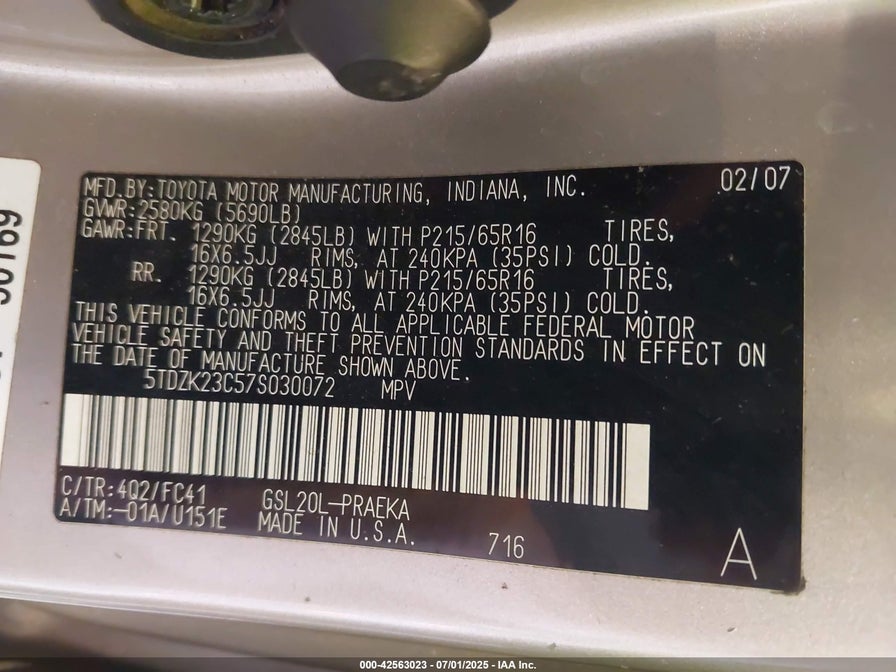 MFD.BY:TOYOTA MOTOR MANUFACTURING, INDIANA, INC. 02/07
GVWR:2580KG (5690LB)
GAWR:FRT. 1290KG (2845LB) WITH P215/65R16 TIRES,
16X6.5JJ RIMS, AT 240KPA (35PSI) COLD.
RR. 1290KG (2845LB) WITH P215/65R16 TIRES,
16X6.5JJ RIMS, AT 240KPA (35PSI) COLD.
THIS VEHICLE CONFORMS TO ALL APPLICABLE FEDERAL MOTOR
VEHICLE SAFETY AND THEFT PREVENTION STANDARDS IN EFFECT ON
THE DATE OF MANUFACTURE SHOWN ABOVE.
5TDZK23C57S030072 MPV
C/TR:4Q2/FC41 GSL20L-PRAEKA
A/TM:-01A/U151E MADE IN U.S.A. 716
A
000-42563023 - 07/01/2025 - IAA Inc.